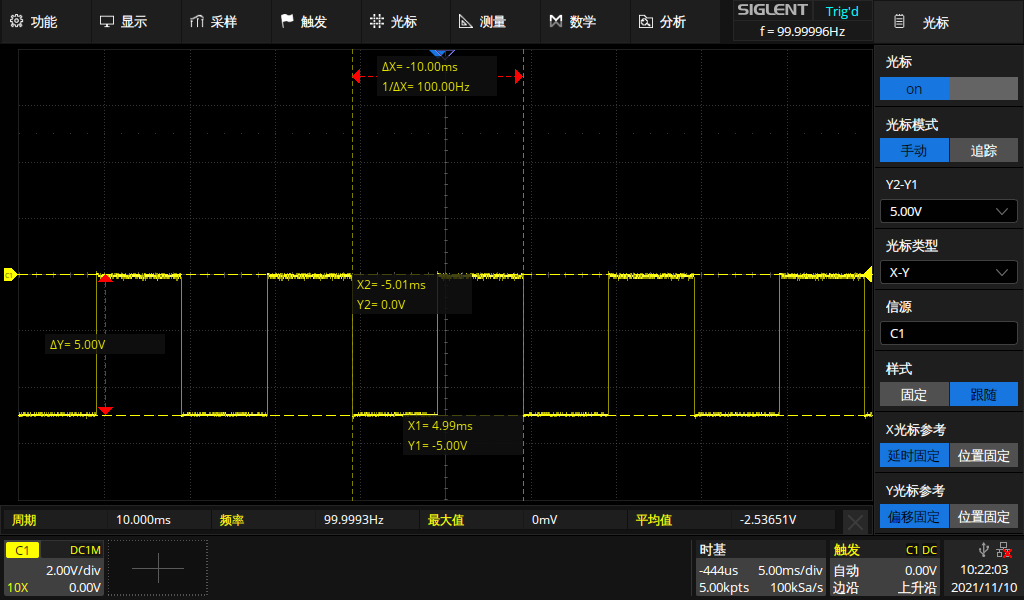 功能 显示 采样 触发 光标 测量 数学 分析 SIGLENT Trig'd 光标
f = 99.99996Hz
光标
on
光标模式
手动 追踪
Y2-Y1
5.00V
光标类型
X-Y
信源
C1
样式
固定 跟随
X光标参考
延时固定 位置固定
Y光标参考
偏移固定 位置固定
ΔX= -10.00ms
1/ΔX= 100.00Hz
C1
X2= -5.01ms
Y2= 0.0V
ΔY= 5.00V
X1= 4.99ms
Y1= -5.00V
周期 10.000ms 频率 99.9993Hz 最大值 0mV 平均值 -2.53651V
C1 DC1M
2.00V/div
10X 0.00V
时基
-444us 5.00ms/div
5.00kpts 100kSa/s
触发 C1 DC
自动 0.00V
边沿 上升沿
10:22:03
2021/11/10